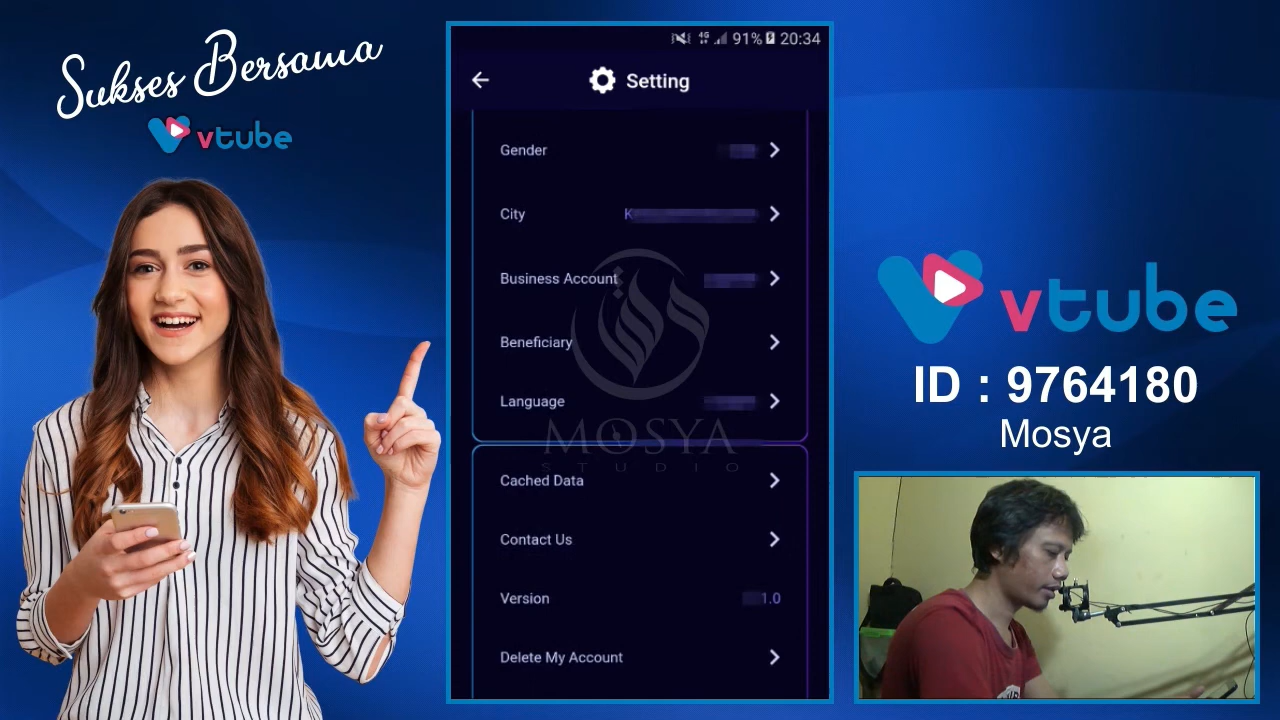 Sukses Bersama
vtube
91% 20:34
Setting
Gender
City K
Business Account
Beneficiary
Language
MOSYA
STUDIO
Cached Data
Contact Us
Version 1.0
Delete My Account
vtube
ID : 9764180
Mosya